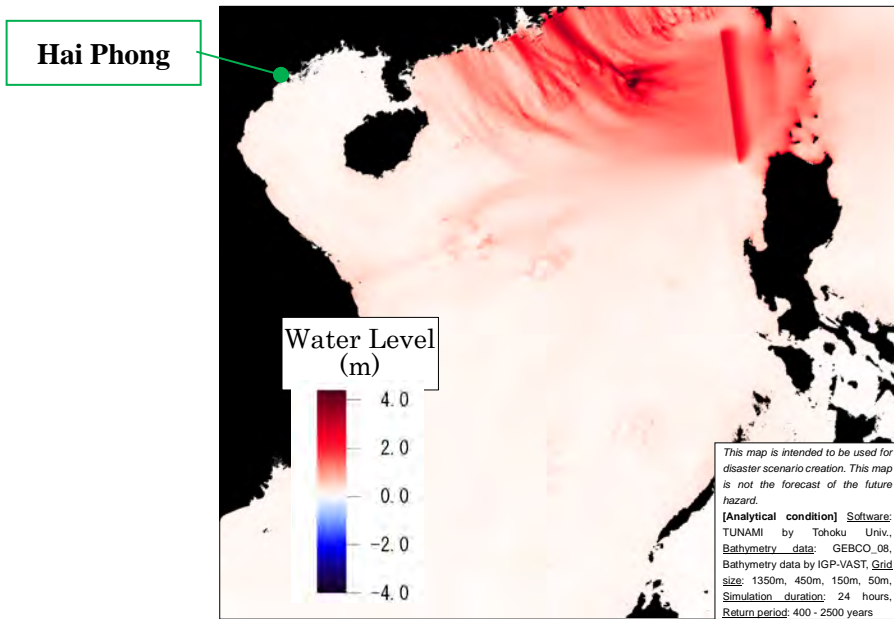 Hai Phong
Water Level
(m)
4.0
2.0
0.0
-2.0
-4.0
This map is intended to be used for
disaster scenario creation. This map
is not the forecast of the future
hazard.
[Analytical condition] Software:
TUNAMI by Tohoku Univ.,
Bathymetry data: GEBCO_08,
Bathymetry data by IGP-VAST, Grid
size: 1350m, 450m, 150m, 50m,
Simulation duration: 24 hours,
Return period: 400 - 2500 years